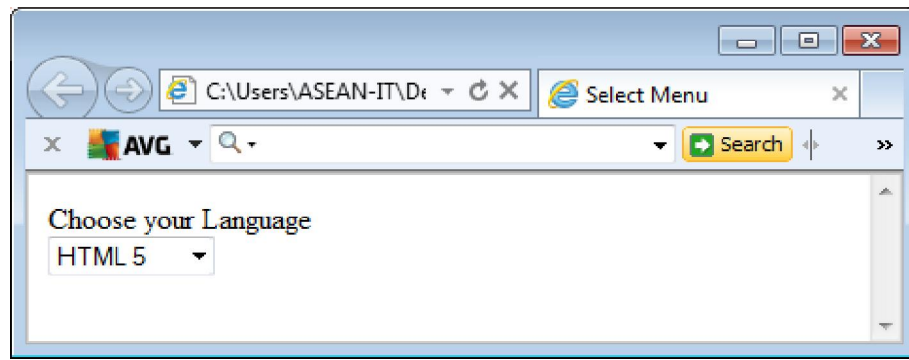 C:\Users\ASEAN-IT\De
Select Menu
AVG
Search
Choose your Language
HTML 5